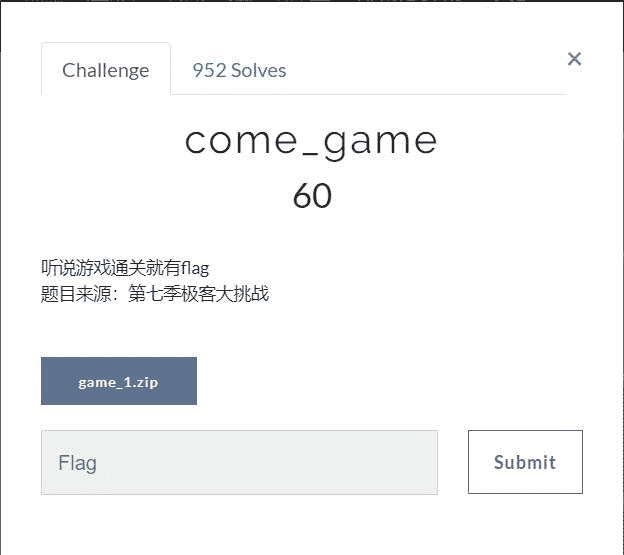 Challenge
952 Solves
×
come_game
60
听说游戏通关就有flag
题目来源：第七季极客大挑战
game_1.zip
Flag
Submit